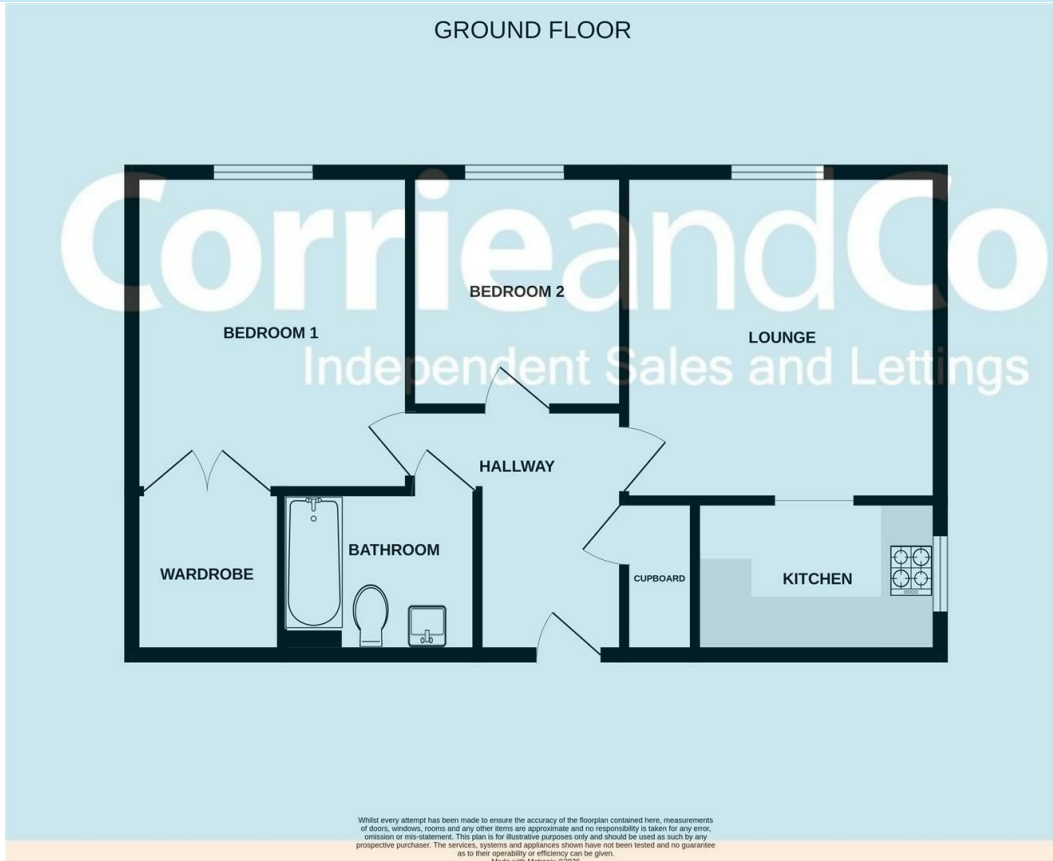 GROUND FLOOR
CorrieandCo
BEDROOM 2
BEDROOM 1
LOUNGE
Independent Sales and Lettings
HALLWAY
BATHROOM
WARDROBE
CUPBOARD
KITCHEN
Whilst every attempt has been made to ensure the accuracy of the floorplan contained here, measurements
of doors, windows, rooms and any other items are approximate and no responsibility is taken for any error,
omission or mis-statement. This plan is for illustrative purposes only and should be used as such by any
prospective purchaser. The services, systems and appliances shown have not been tested and no guarantee
as to their operability or efficiency can be given.
Made with Metropix ©2026